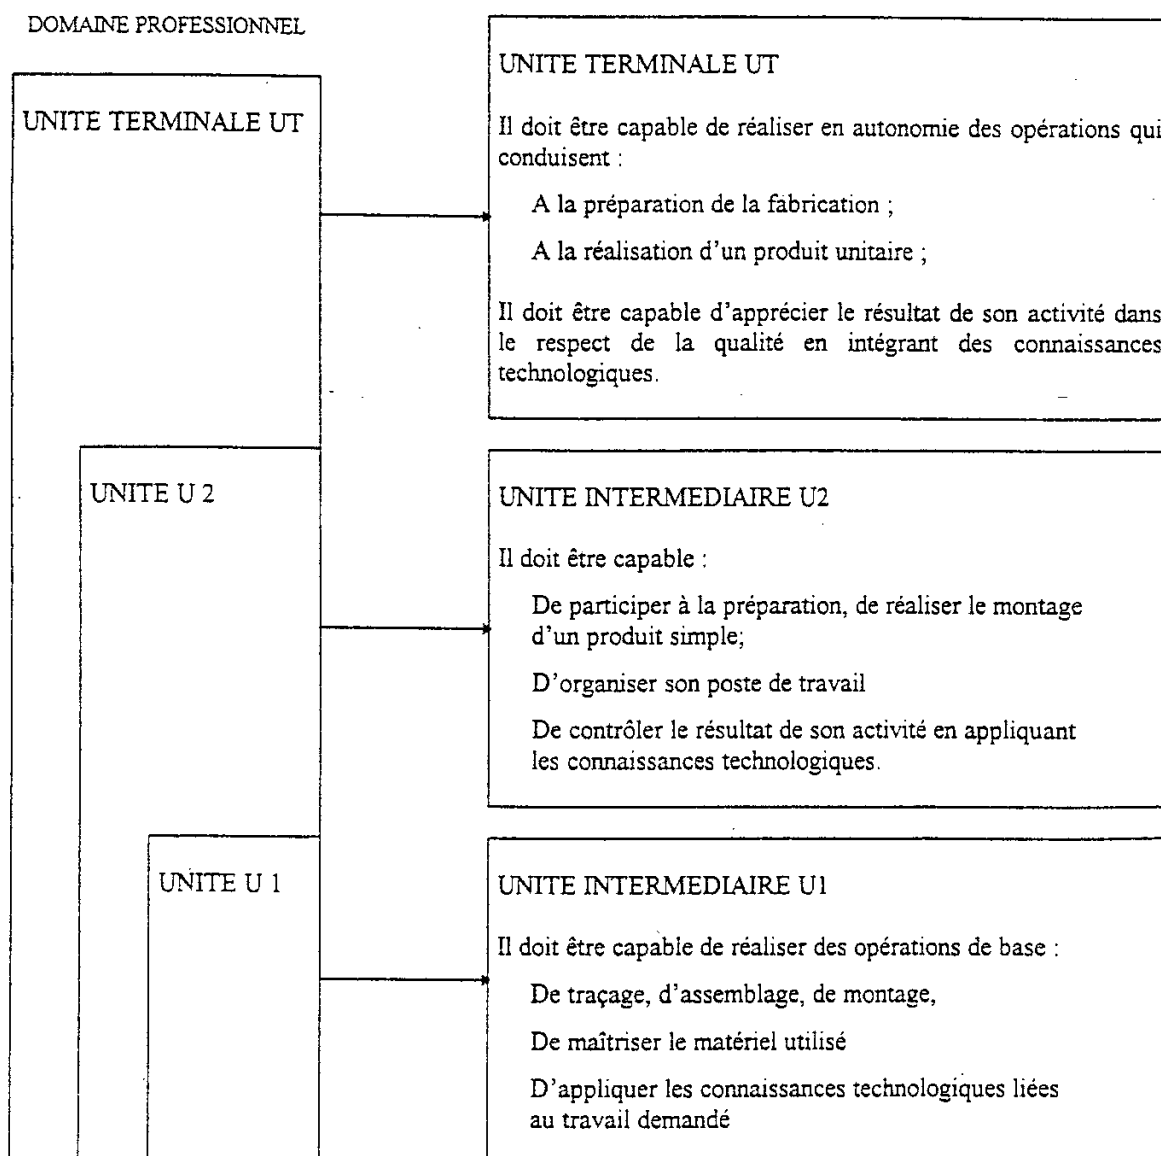 DOMAINE PROFESSIONNEL
UNITE TERMINALE UT
UNITE TERMINALE UT
Il doit être capable de réaliser en autonomie des opérations qui
conduisent :
A la préparation de la fabrication ;
A la réalisation d'un produit unitaire ;
Il doit être capable d'apprécier le résultat de son activité dans
le respect de la qualité en intégrant des connaissances
technologiques.
UNITE U 2
UNITE INTERMEDIAIRE U2
Il doit être capable :
De participer à la préparation, de réaliser le montage
d'un produit simple;
D'organiser son poste de travail
De contrôler le résultat de son activité en appliquant
les connaissances technologiques.
UNITE U 1
UNITE INTERMEDIAIRE U1
Il doit être capable de réaliser des opérations de base :
De traçage, d'assemblage, de montage,
De maîtriser le matériel utilisé
D'appliquer les connaissances technologiques liées
au travail demandé